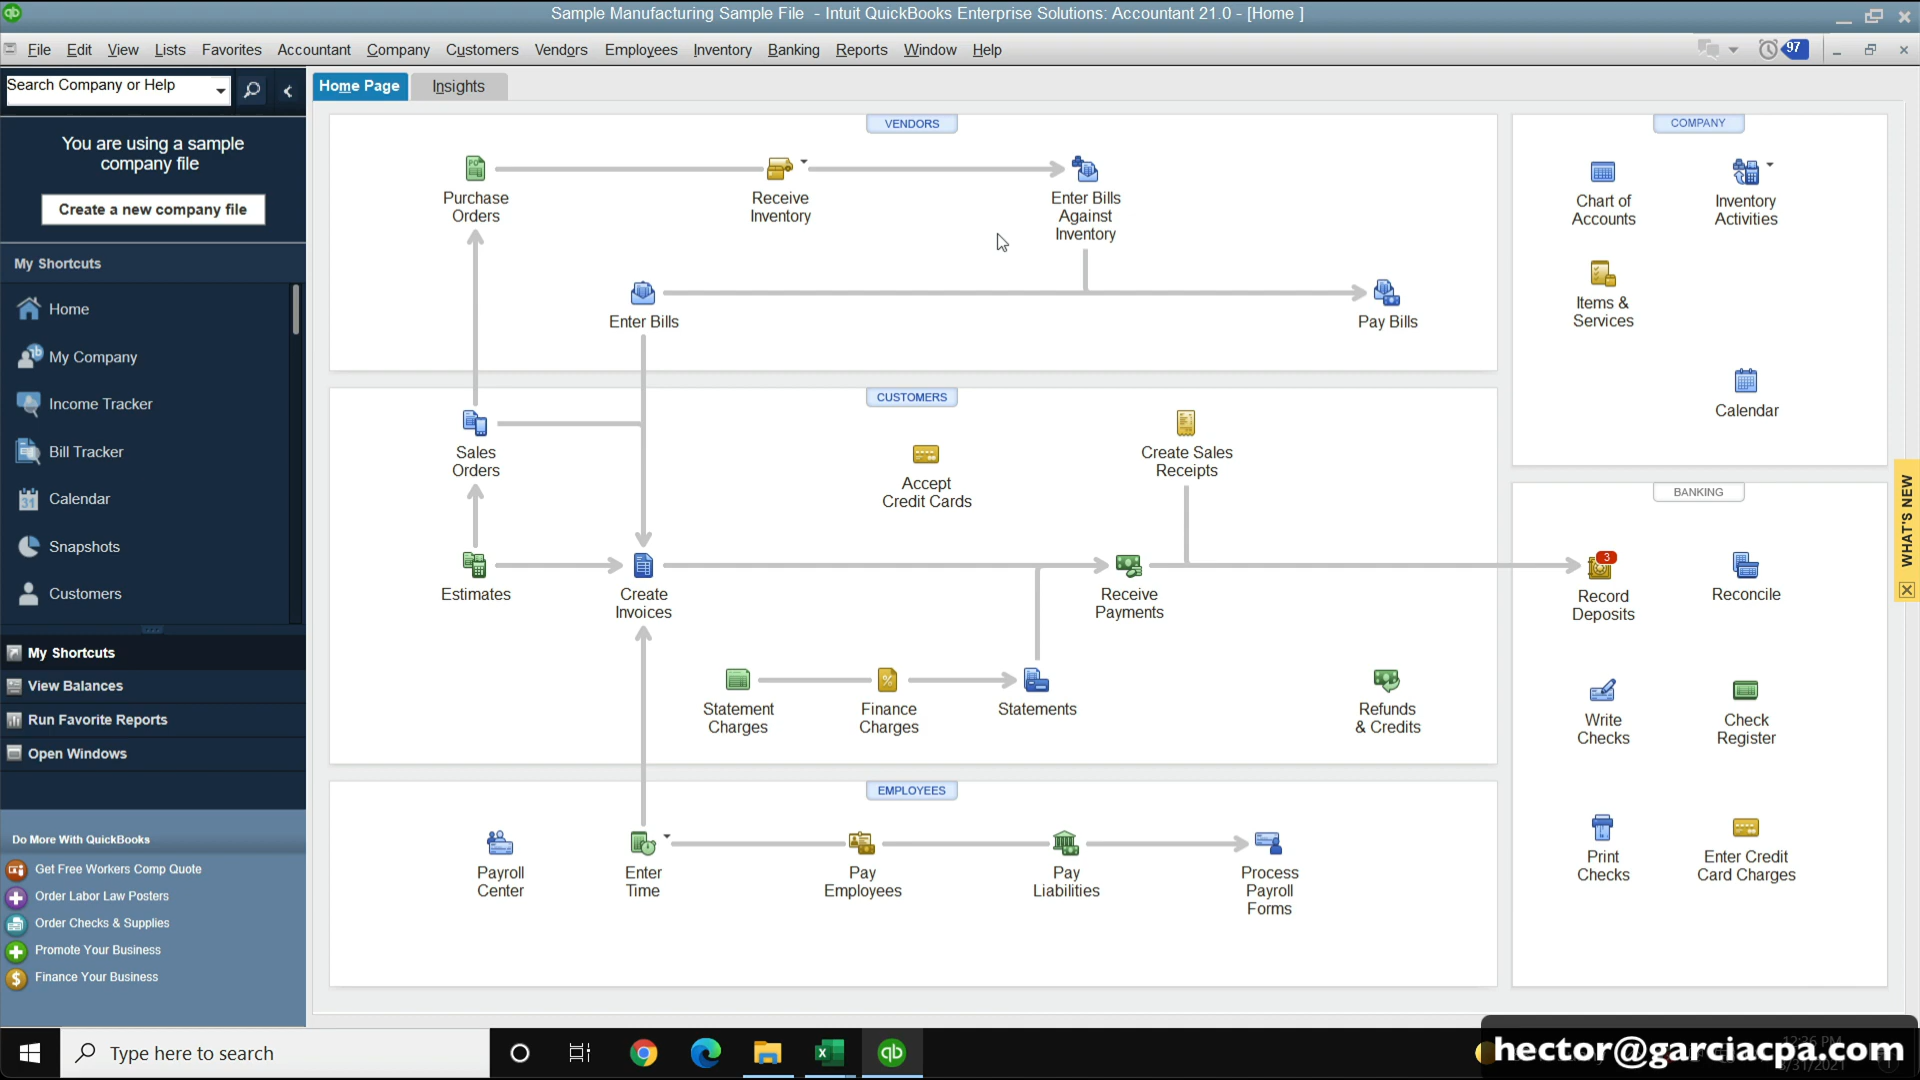 Sample Manufacturing Sample File - Intuit QuickBooks Enterprise Solutions: Accountant 21.0 - [Home ]
File Edit View Lists Favorites Accountant Company Customers Vendors Employees Inventory Banking Reports Window Help
97
Search Company or Help
Home Page Insights
You are using a sample
company file
Create a new company file
My Shortcuts
Home
My Company
Income Tracker
Bill Tracker
31
Calendar
Snapshots
Customers
My Shortcuts
View Balances
Run Favorite Reports
Open Windows
Do More With QuickBooks
Get Free Workers Comp Quote
Order Labor Law Posters
Order Checks & Supplies
Promote Your Business
Finance Your Business
VENDORS
Purchase
Orders
Receive
Inventory
Enter Bills
Against
Inventory
Enter Bills
Pay Bills
CUSTOMERS
Sales
Orders
Accept
Credit Cards
Create Sales
Receipts
Estimates
Create
Invoices
Receive
Payments
Statement
Charges
Finance
Charges
Statements
Refunds
& Credits
EMPLOYEES
Payroll
Center
Enter
Time
Pay
Employees
Pay
Liabilities
Process
Payroll
Forms
COMPANY
Chart of
Accounts
Inventory
Activities
Items &
Services
Calendar
BANKING
3
Record
Deposits
Reconcile
Write
Checks
Check
Register
Print
Checks
Enter Credit
Card Charges
WHAT'S NEW
Type here to search
qb
12:36 PM
hector@garciacpa.com
3/31/2021